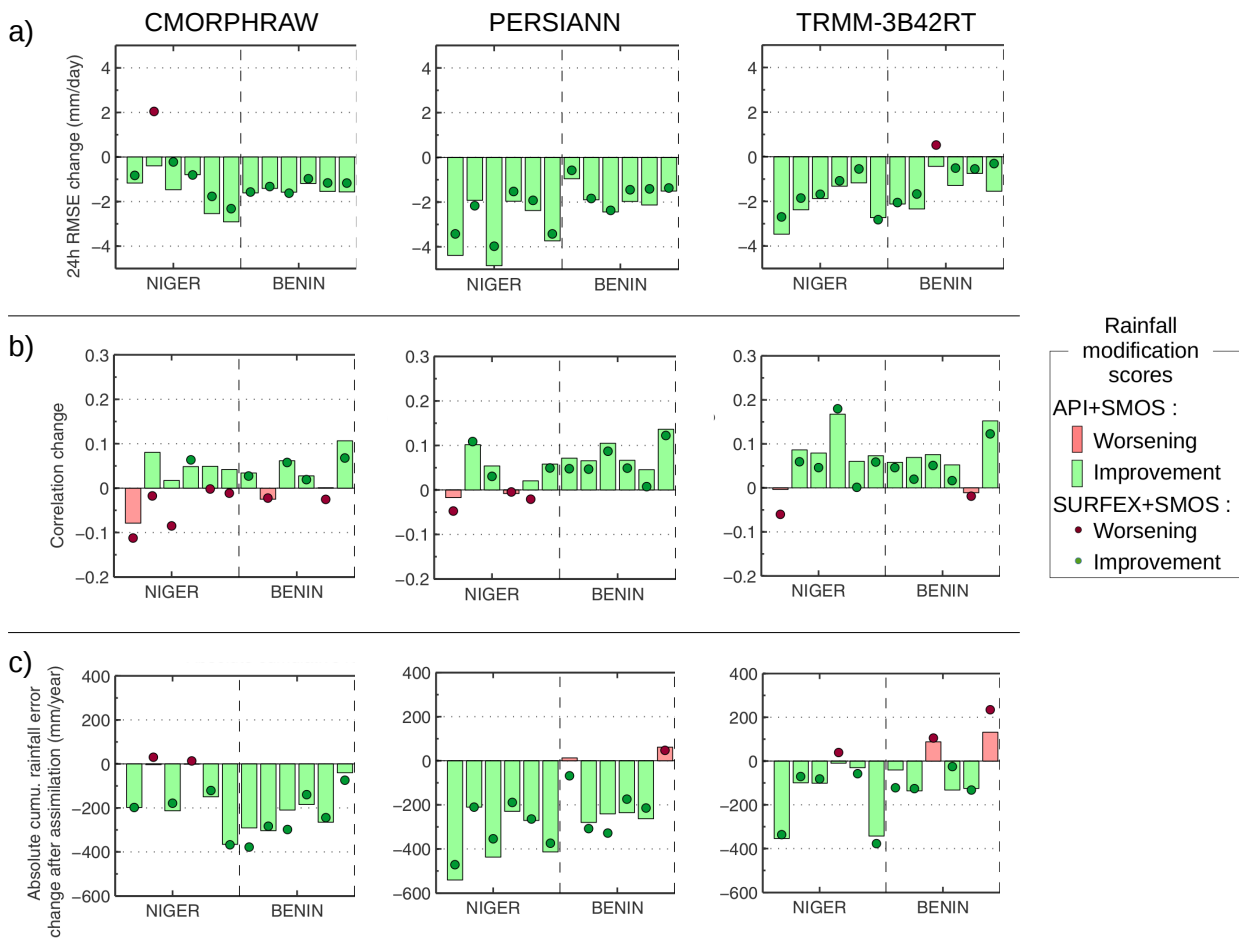 CMORPHRAW PERSIANN TRMM-3B42RT
a)
24h RMSE change (mm/day)
4 4 4
2 2 2
0 0 0
−2 −2 −2
−4 −4 −4
NIGER BENIN NIGER BENIN NIGER BENIN
b)
Correlation change
0.3 0.3 0.3
0.2 0.2 0.2
0.1 0.1 0.1
0 0 0
−0.1 −0.1 −0.1
−0.2 −0.2 −0.2
NIGER BENIN NIGER BENIN NIGER BENIN
Rainfall
modification
scores
API+SMOS :
Worsening
Improvement
SURFEX+SMOS :
Worsening
Improvement
c)
Absolute cumu. rainfall error
change after assimilation (mm/year)
400 400 400
200 200 200
0 0 0
−200 −200 −200
−400 −400 −400
−600 −600 −600
NIGER BENIN NIGER BENIN NIGER BENIN